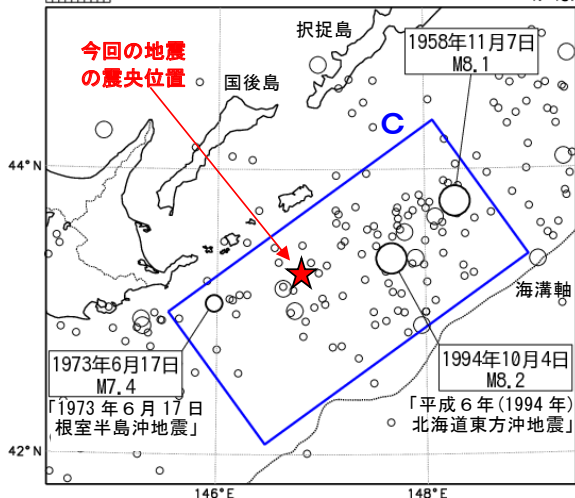 今回の地震
の震央位置
択捉島
国後島
1958年11月7日
M8.1
C
44°N
海溝軸
1973年6月17日
M7.4
「1973年6月17日
根室半島沖地震」
1994年10月4日
M8.2
「平成6年(1994年)
北海道東方沖地震」
42°N
146°E
148°E